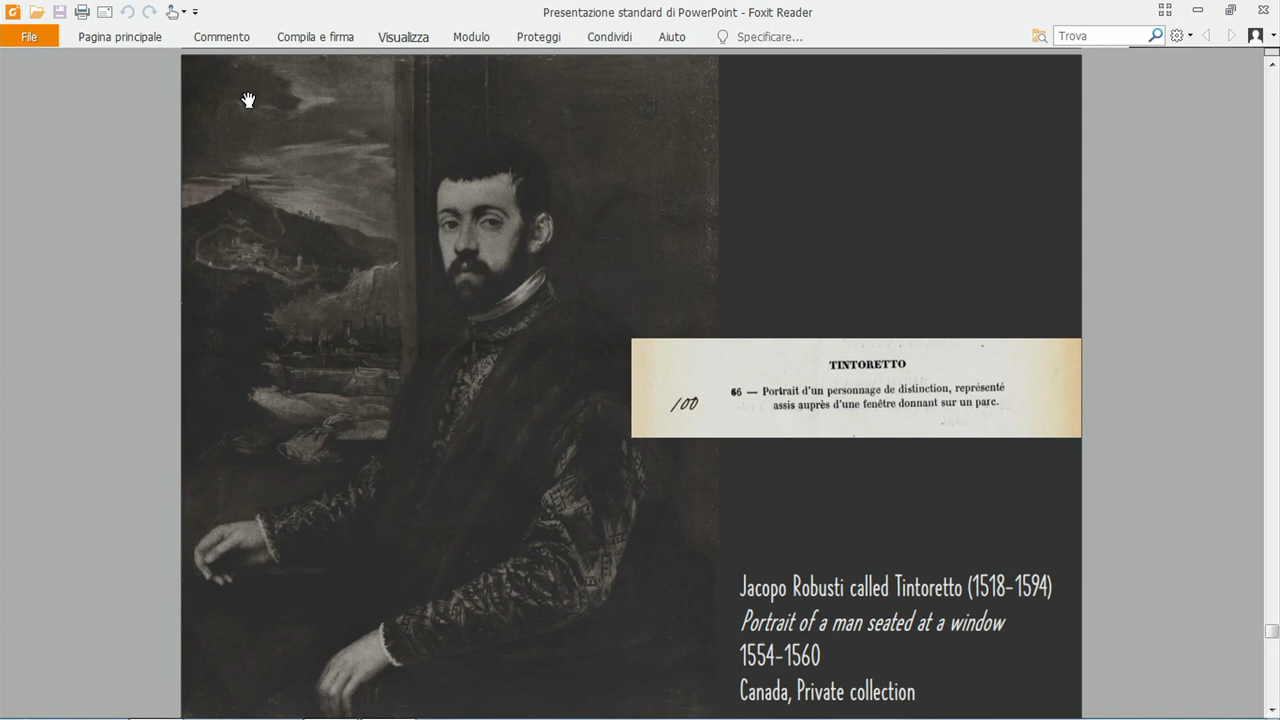 Presentazione standard di PowerPoint - Foxit Reader
File Pagina principale Commento Compila e firma Visualizza Modulo Proteggi Condividi Aiuto Specificare... Trova
TINTORETTO
100
66 — Portrait d'un personnage de distinction, représenté
assis auprès d'une fenêtre donnant sur un parc.
Jacopo Robusti called Tintoretto (1518-1594)
Portrait of a man seated at a window
1554-1560
Canada, Private collection